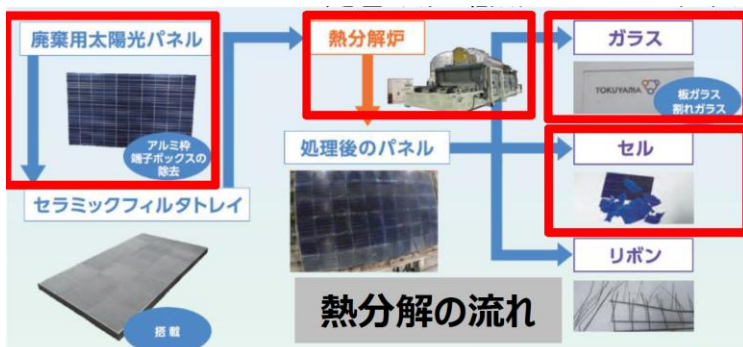 廃棄用太陽光パネル
アルミ枠
端子ボックスの
除去
セラミックフィルタトレイ
搭載
熱分解炉
処理後のパネル
熱分解の流れ
ガラス
TOKUYAMA
板ガラス
割れガラス
セル
リボン